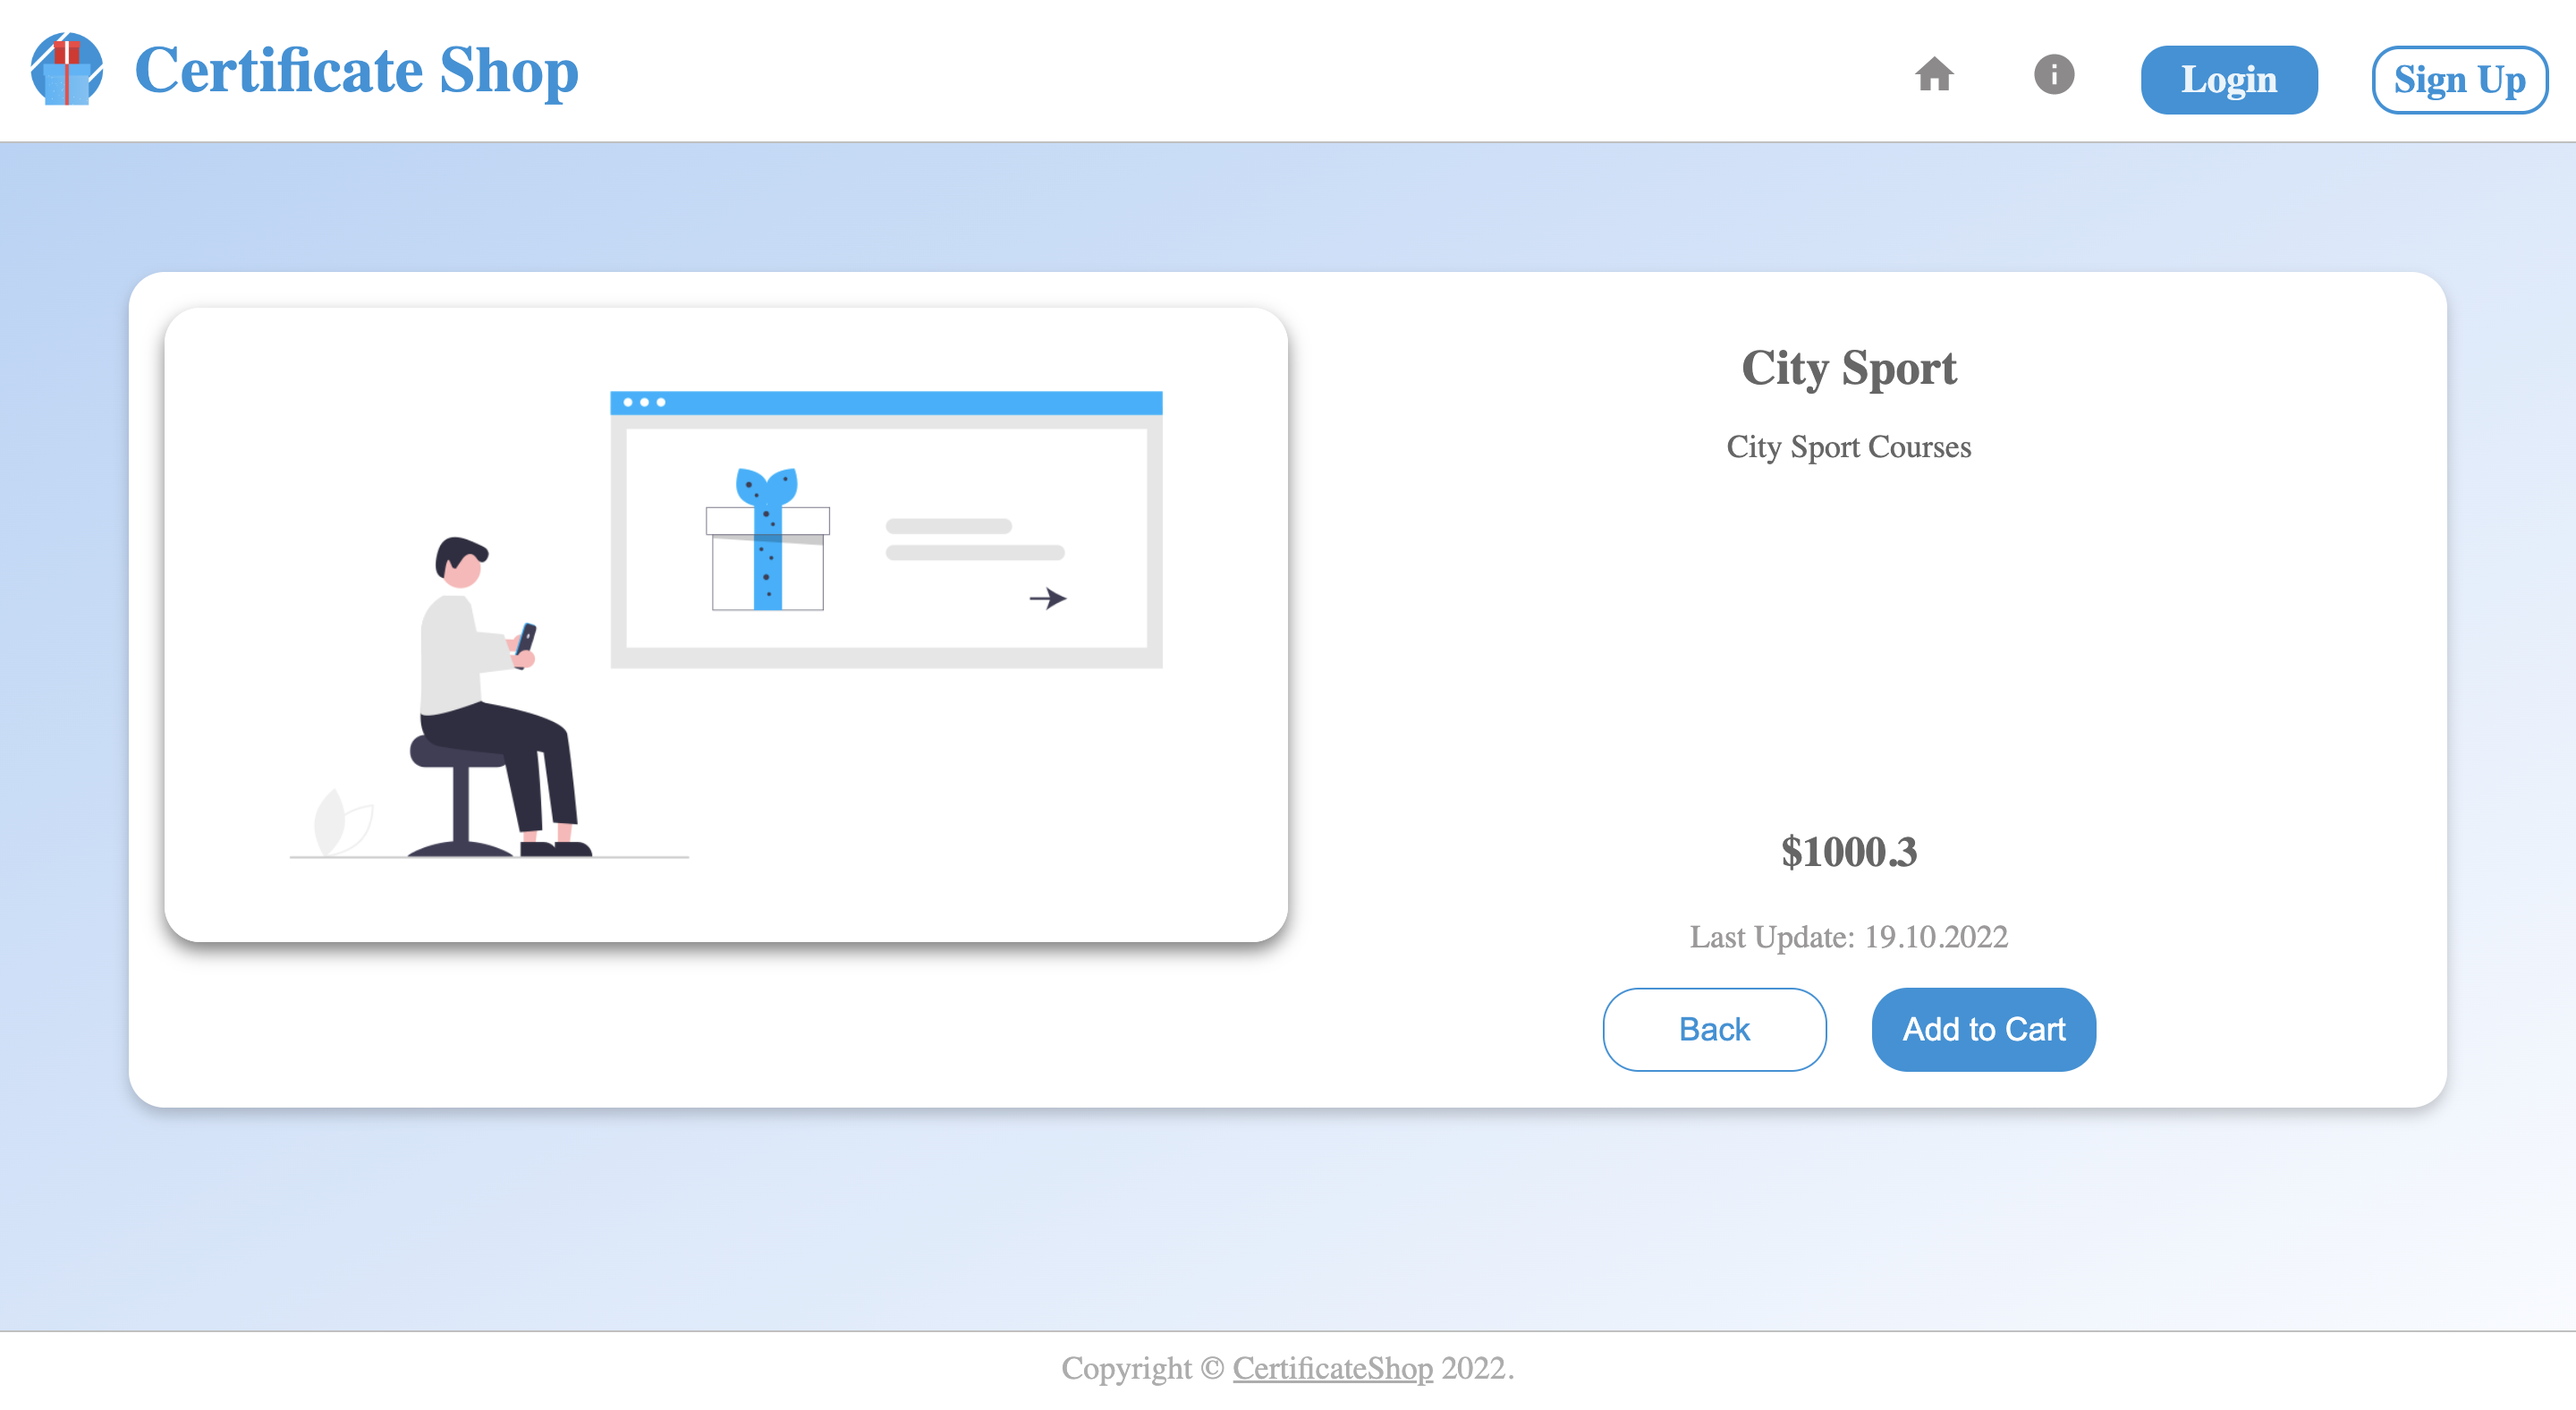 Certificate Shop
Login
Sign Up
City Sport
City Sport Courses
$1000.3
Last Update: 19.10.2022
Back
Add to Cart
Copyright © CertificateShop 2022.